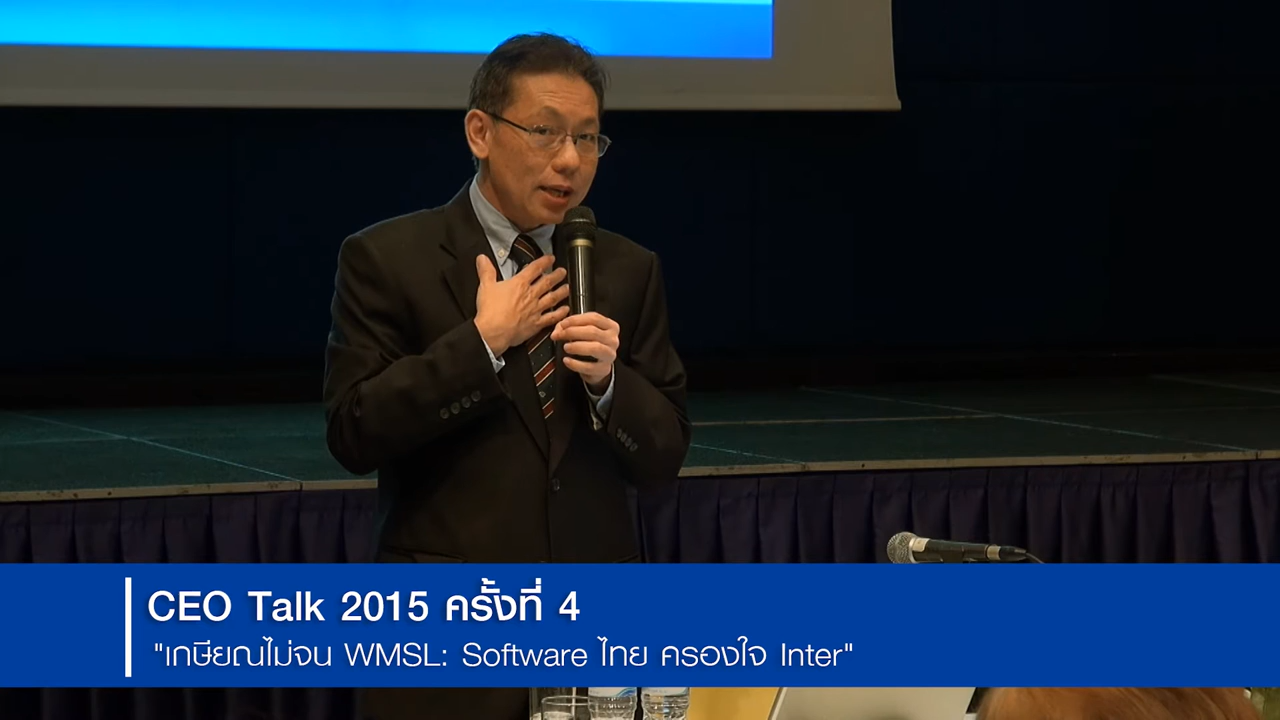 CEO Talk 2015 ครั้งที่ 4
"เกษียณไม่จน WMSL: Software ไทย ครองใจ Inter"